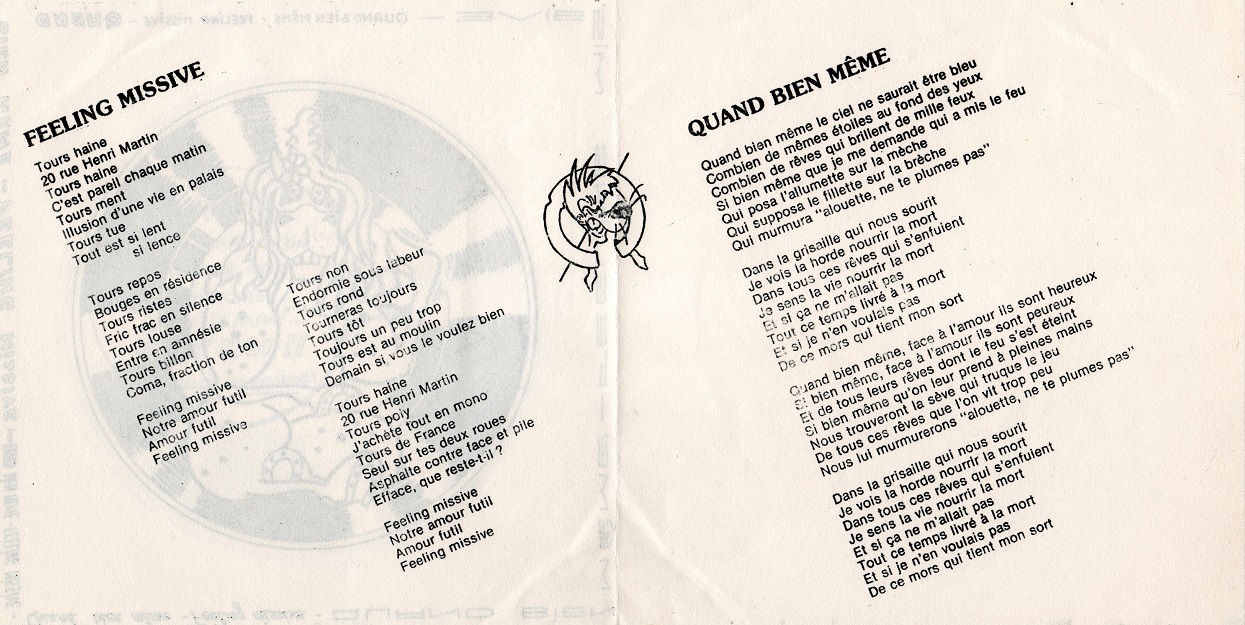 FEELING MISSIVE
Tours haine
20 rue Henri Martin
Tours haine
C'est pareil chaque matin
Tours ment
Illusion d'une vie en palais
Tours tue
Tout est si lent
si lence
Tours repos
Bouges en résidence
Tours ristes
Fric frac en silence
Tours louse
Entre en amnésie
Tours billon
Coma, fraction de ton
Feeling missive
Notre amour futil
Amour futil
Feeling missive
Tours non
Endormie sous labeur
Tours rond
Tourneras toujours
Tours tôt
Toujours un peu trop
Tours est au moulin
Demain si vous le voulez bien
Tours haine
20 rue Henri Martin
Tours poly
J'achète tout en mono
Tours de France
Seul sur tes deux roues
Asphalte contre face et pile
Efface, que reste-t-il ?
Feeling missive
Notre amour futil
Amour futil
Feeling missive
QUAND BIEN MÊME
Quand bien même le ciel ne saurait être bleu
Combien de mêmes étoiles au fond des yeux
Combien de rêves qui brillent de mille feux
Si bien même que je me demande qui a mis le feu
Qui posa l'allumette sur la mèche
Qui supposa le fillette sur la brèche
Qui murmura "alouette, ne te plumes pas"
Dans la grisaille qui nous sourit
Je vois la horde nourrir la mort
Dans tous ces rêves qui s'enfuient
Je sens la vie nourrir la mort
Et si ça ne m'allait pas
Tout ce temps livré à la mort
Et si je n'en voulais pas
De ce mors qui tient mon sort
Quand bien même, face à l'amour ils sont heureux
Si bien même, face à l'amour ils sont peureux
Et de tous leurs rêves dont le feu s'est éteint
Si bien même qu'on leur prend à pleines mains
Nous trouveront la sève qui truque le jeu
De tous ces rêves que l'on vit trop peu
Nous lui murmurerons "alouette, ne te plumes pas"
Dans la grisaille qui nous sourit
Je vois la horde nourrir la mort
Dans tous ces rêves qui s'enfuient
Je sens la vie nourrir la mort
Et si ça ne m'allait pas
Tout ce temps livré à la mort
Et si je n'en voulais pas
De ce mors qui tient mon sort